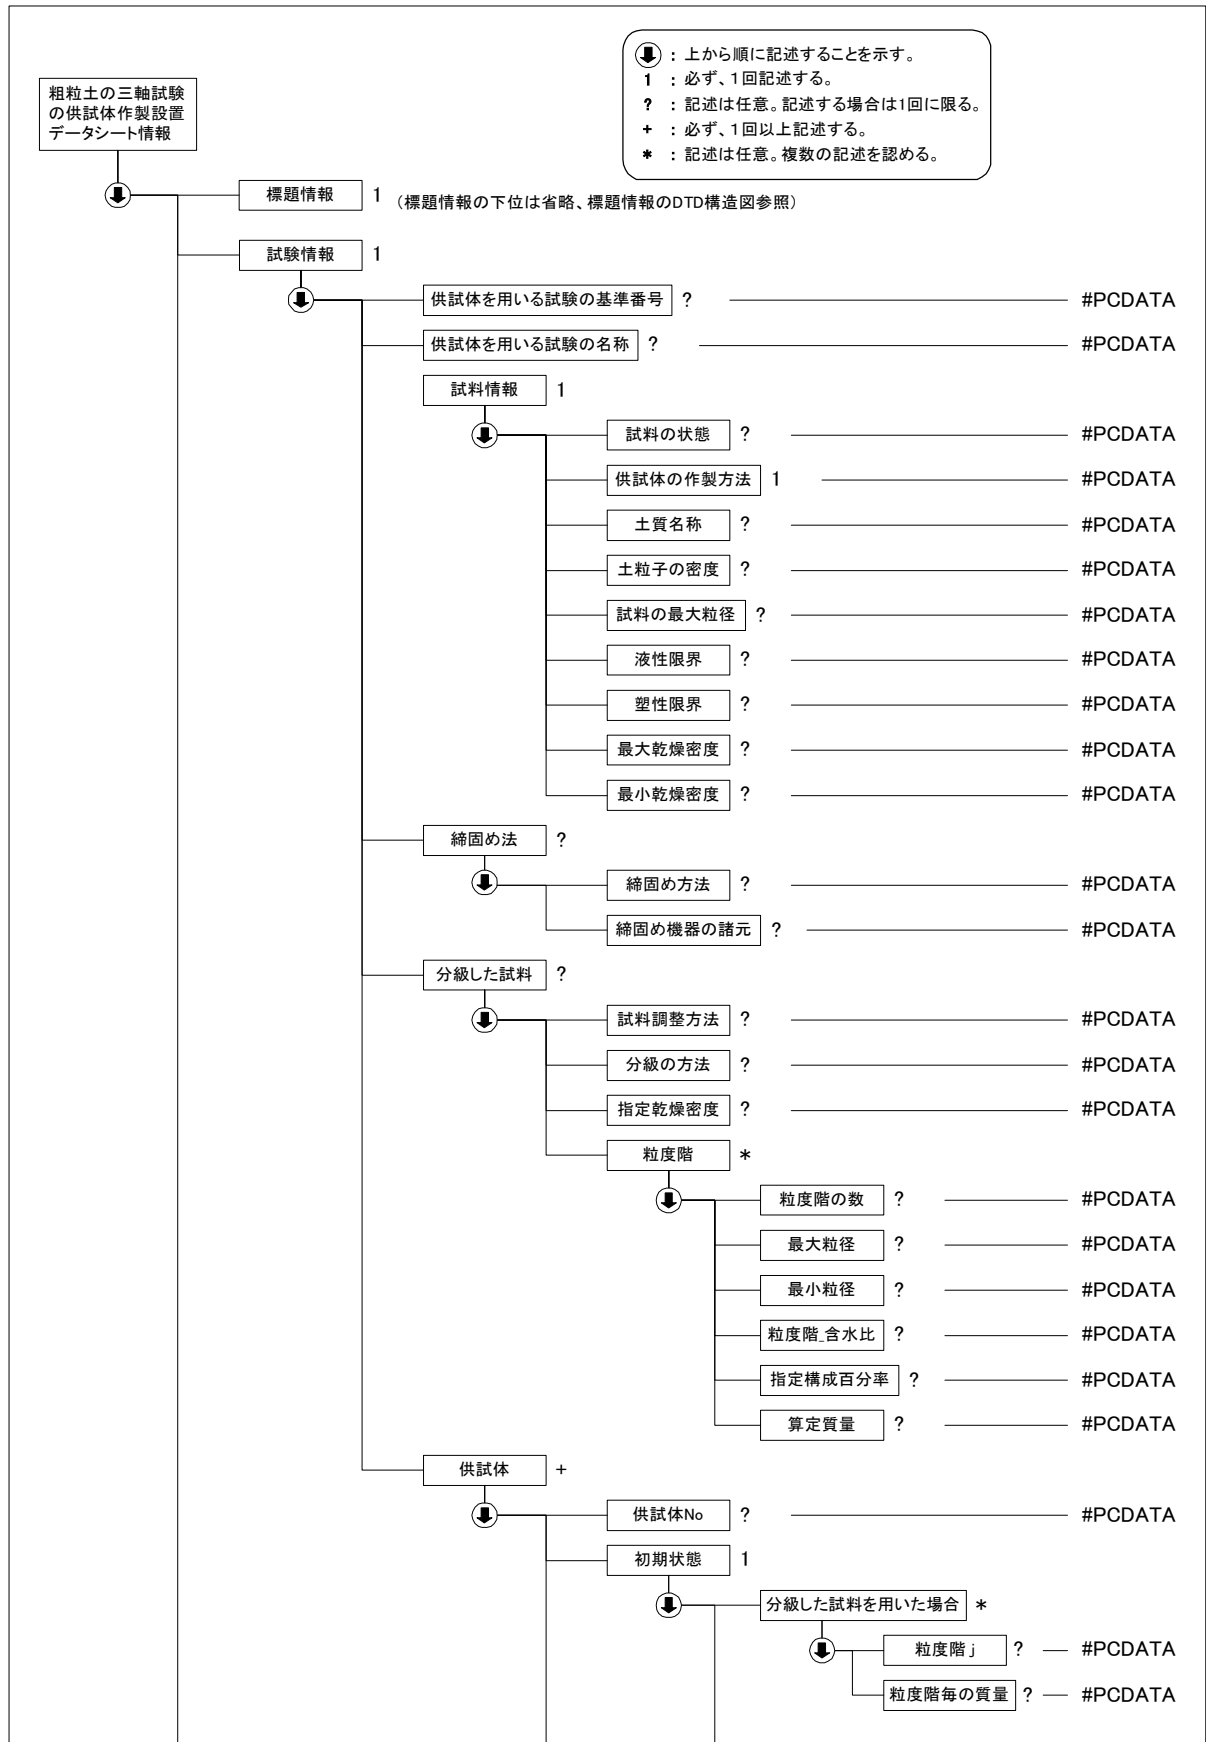 ：上から順に記述することを示す。
1 ：必ず、1回記述する。
? ：記述は任意。記述する場合は1回に限る。
+ ：必ず、1回以上記述する。
* ：記述は任意。複数の記述を認める。
粗粒土の三軸試験
の供試体作製設置
データシート情報
標題情報 1 （標題情報の下位は省略、標題情報のDTD構造図参照）
試験情報 1
供試体を用いる試験の基準番号 ? #PCDATA
供試体を用いる試験の名称 ? #PCDATA
試料情報 1
試料の状態 ? #PCDATA
供試体の作製方法 1 #PCDATA
土質名称 ? #PCDATA
土粒子の密度 ? #PCDATA
試料の最大粒径 ? #PCDATA
液性限界 ? #PCDATA
塑性限界 ? #PCDATA
最大乾燥密度 ? #PCDATA
最小乾燥密度 ? #PCDATA
締固め法 ?
締固め方法 ? #PCDATA
締固め機器の諸元 ? #PCDATA
分級した試料 ?
試料調整方法 ? #PCDATA
分級の方法 ? #PCDATA
指定乾燥密度 ? #PCDATA
粒度階 *
粒度階の数 ? #PCDATA
最大粒径 ? #PCDATA
最小粒径 ? #PCDATA
粒度階_含水比 ? #PCDATA
指定構成百分率 ? #PCDATA
算定質量 ? #PCDATA
供試体 +
供試体No ? #PCDATA
初期状態 1
分級した試料を用いた場合 *
粒度階ｊ ? #PCDATA
粒度階毎の質量 ? #PCDATA